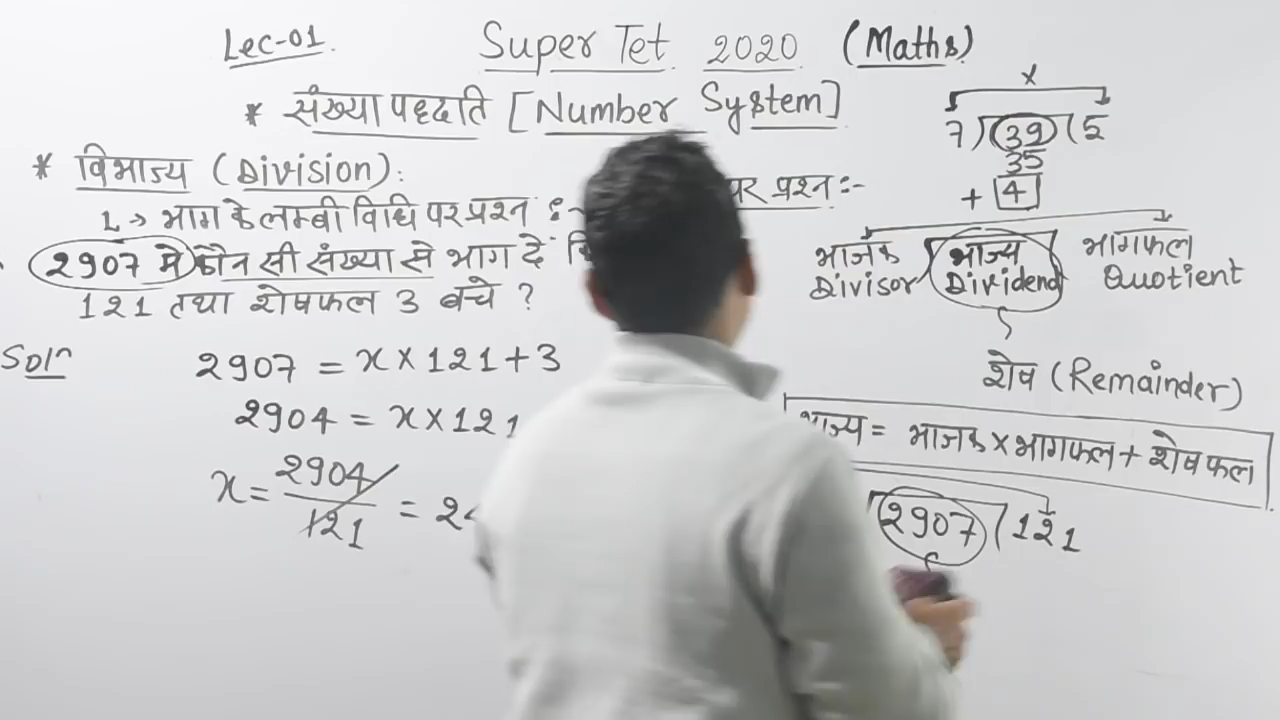 Lec-01.
Super Tet 2020 (Maths)
* संख्या पद्धति [Number System]
* विभाज्य (Division):
1 → भाग के लम्बी विधि पर प्रश्न :-
2907 में कौन सी संख्या से भाग दें
121 तथा शेषफल 3 बचे ?
Solⁿ
2907 = x × 121 + 3
2904 = x × 121
x = 2904/121 =
x
7 ) 39 ( 5
35
+ 4
पर प्रश्न :-
भाजक भाज्य भागफल
Divisor Dividend Quotient
शेष (Remainder)
= भाजक × भागफल + शेषफल
2907 ( 121